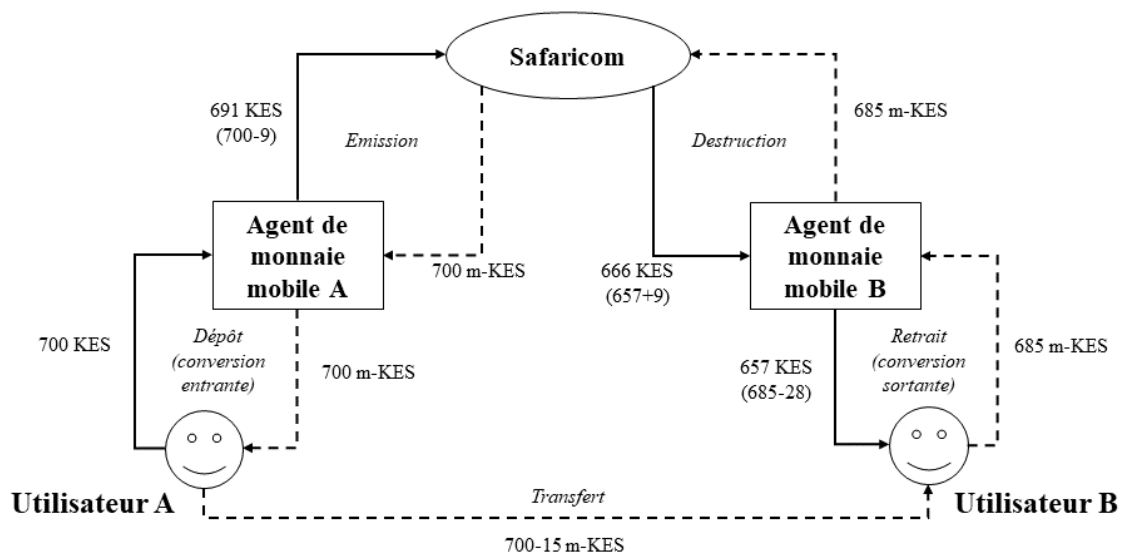 Safaricom
691 KES
(700-9)
Emission
Destruction
685 m-KES
Agent de
monnaie
mobile A
Agent de
monnaie
mobile B
700 m-KES
666 KES
(657+9)
700 KES
Dépôt
(conversion
entrante)
700 m-KES
657 KES
(685-28)
Retrait
(conversion
sortante)
685 m-KES
Utilisateur A
Transfert
Utilisateur B
700-15 m-KES